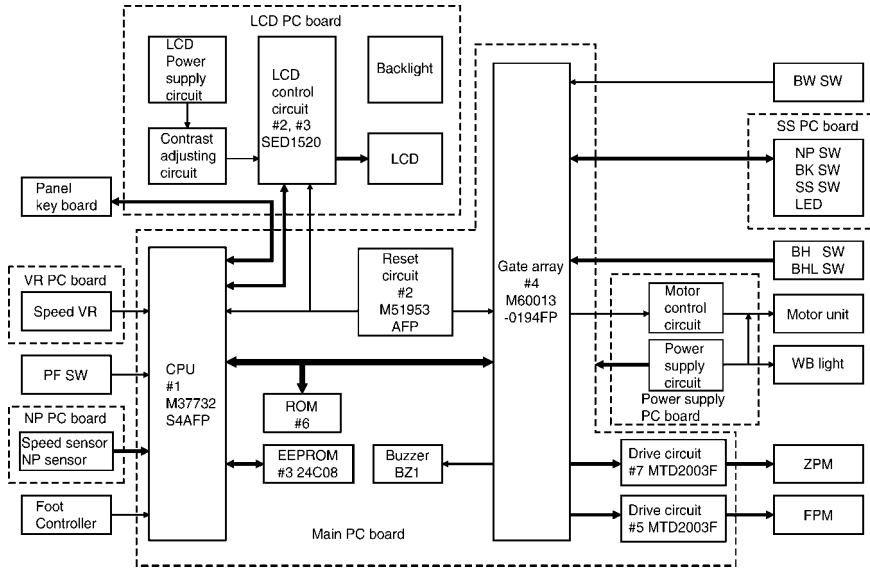 LCD PC board
LCD
Power
supply
circuit
LCD
control
circuit
#2, #3
SED1520
Backlight
Contrast
adjusting
circuit
LCD
BW SW
SS PC board
NP SW
BK SW
SS SW
LED
Panel
key board
VR PC board
Speed VR
PF SW
NP PC board
Speed sensor
NP sensor
Foot
Controller
CPU
#1
M37732
S4AFP
Reset
circuit
#2
M51953
AFP
Gate array
#4
M60013
-0194FP
BH SW
BHL SW
Motor
control
circuit
Motor unit
Power
supply
circuit
WB light
Power supply
PC board
ROM
#6
EEPROM
#3 24C08
Buzzer
BZ1
Drive circuit
#7 MTD2003F
ZPM
Drive circuit
#5 MTD2003F
FPM
Main PC board